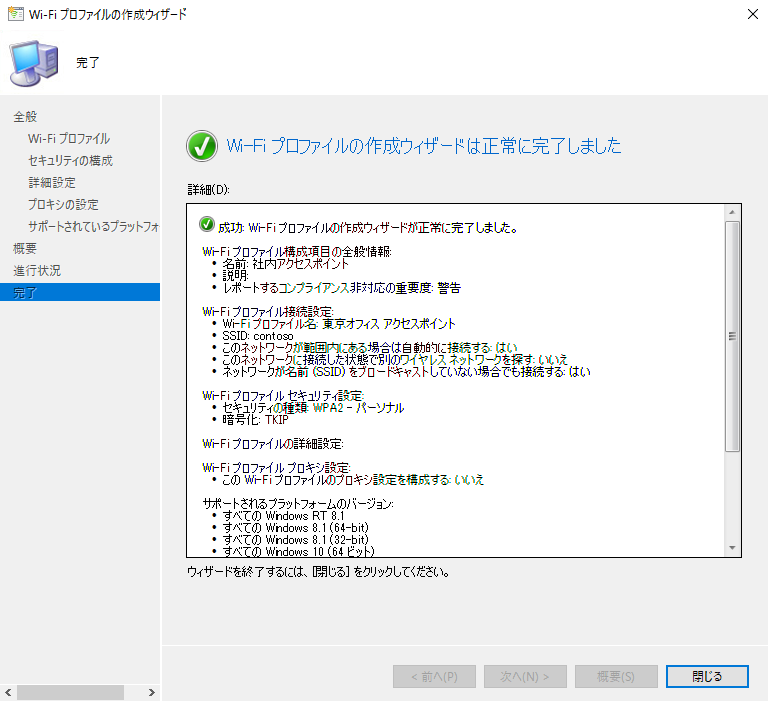 Wi-Fi プロファイルの作成ウィザード
完了
全般
Wi-Fi プロファイル
セキュリティの構成
詳細設定
プロキシの設定
サポートされているプラットフォ
概要
進行状況
完了
Wi-Fi プロファイルの作成ウィザードは正常に完了しました
詳細(D):
成功: Wi-Fi プロファイルの作成ウィザードが正常に完了しました。
Wi-Fi プロファイル構成項目の全般情報:
• 名前: 社内アクセスポイント
• 説明:
• レポートするコンプライアンス非対応の重要度: 警告
Wi-Fi プロファイル接続設定:
• Wi-Fi プロファイル名: 東京オフィス アクセスポイント
• SSID: contoso
• このネットワークが範囲内にある場合は自動的に接続する: はい
• このネットワークに接続した状態で別のワイヤレス ネットワークを探す: いいえ
• ネットワークが名前 (SSID) をブロードキャストしていない場合でも接続する: はい
Wi-Fi プロファイル セキュリティ設定:
• セキュリティの種類: WPA2 - パーソナル
• 暗号化: TKIP
Wi-Fi プロファイルの詳細設定:
Wi-Fi プロファイル プロキシ設定:
• この Wi-Fi プロファイルのプロキシ設定を構成する: いいえ
サポートされるプラットフォームのバージョン:
• すべての Windows RT 8.1
• すべての Windows 8.1 (64-bit)
• すべての Windows 8.1 (32-bit)
• すべての Windows 10 (64 ビット)
ウィザードを終了するには、[閉じる] をクリックしてください。
< 前へ(P)
次へ(N) >
概要(S)
閉じる